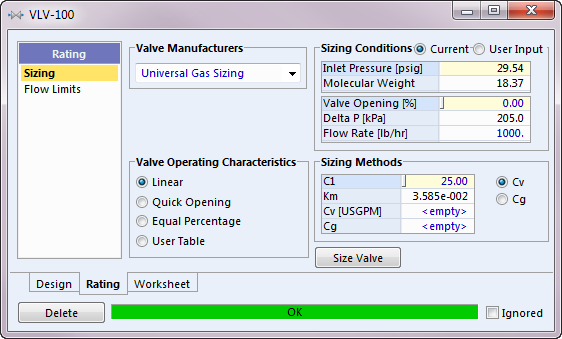 VLV-100
Rating
Sizing
Flow Limits
Valve Manufacturers
Universal Gas Sizing
Sizing Conditions Current User Input
Inlet Pressure [psig] 29.54
Molecular Weight 18.37
Valve Opening [%] 0.00
Delta P [kPa] 205.0
Flow Rate [lb/hr] 1000.
Valve Operating Characteristics
Linear
Quick Opening
Equal Percentage
User Table
Sizing Methods
C1 25.00
Km 3.585e-002
Cv [USGPM] <empty>
Cg <empty>
Cv
Cg
Size Valve
Design Rating Worksheet
Delete OK Ignored